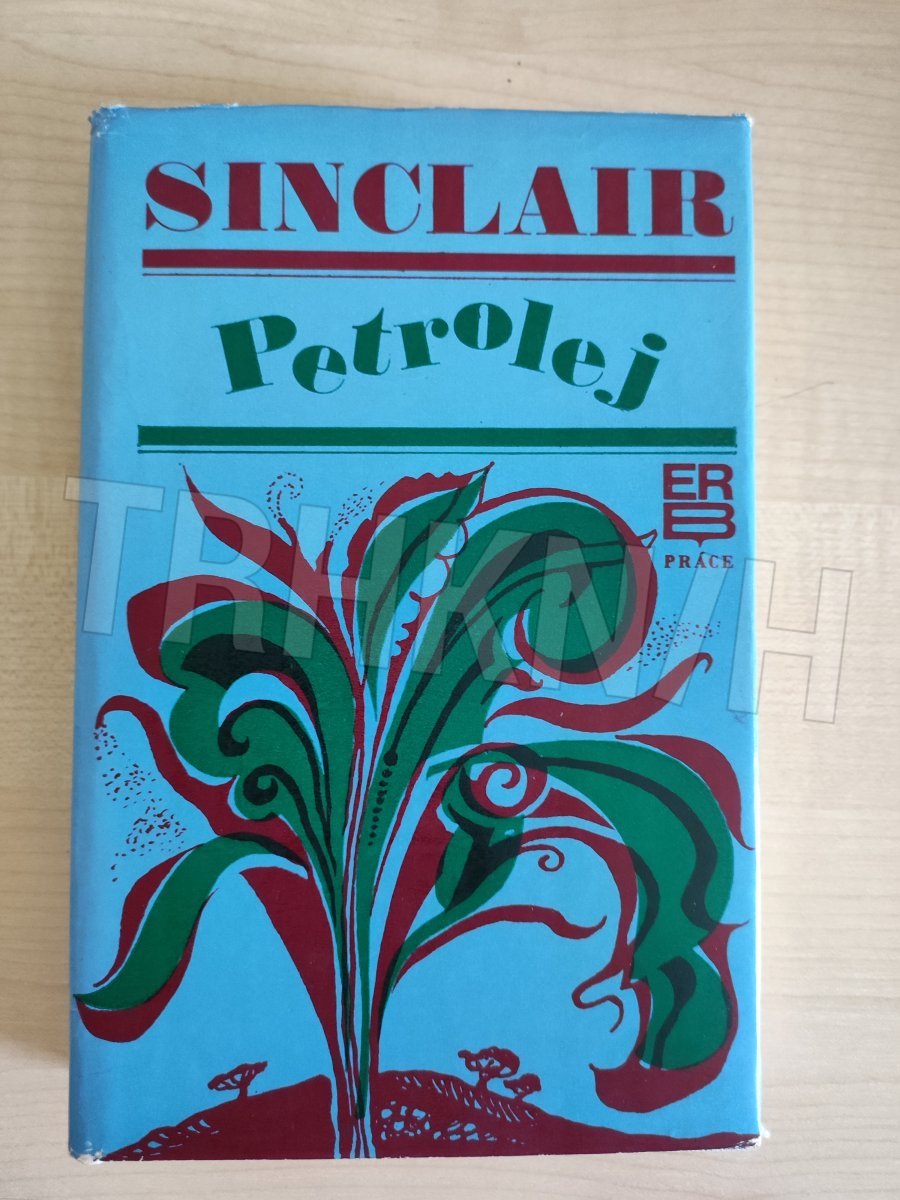 SINCLAIR
Petrolej
ER
B
PRÁCE
TRHKNIH